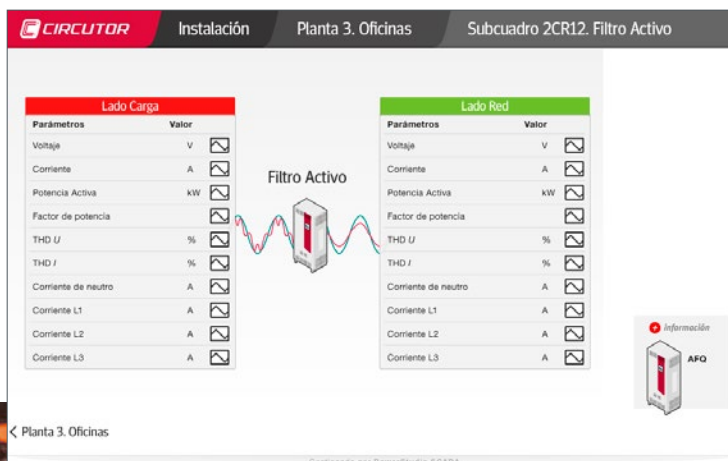 CIRCUTOR Instalación Planta 3. Oficinas Subcuadro 2CR12. Filtro Activo
Lado Carga
Parámetros Valor
Voltaje V
Corriente A
Potencia Activa kW
Factor de potencia
THD U %
THD I %
Corriente de neutro A
Corriente L1 A
Corriente L2 A
Corriente L3 A
Filtro Activo
Lado Red
Parámetros Valor
Voltaje V
Corriente A
Potencia Activa kW
Factor de potencia
THD U %
THD I %
Corriente de neutro A
Corriente L1 A
Corriente L2 A
Corriente L3 A
información
AFQ
Planta 3. Oficinas